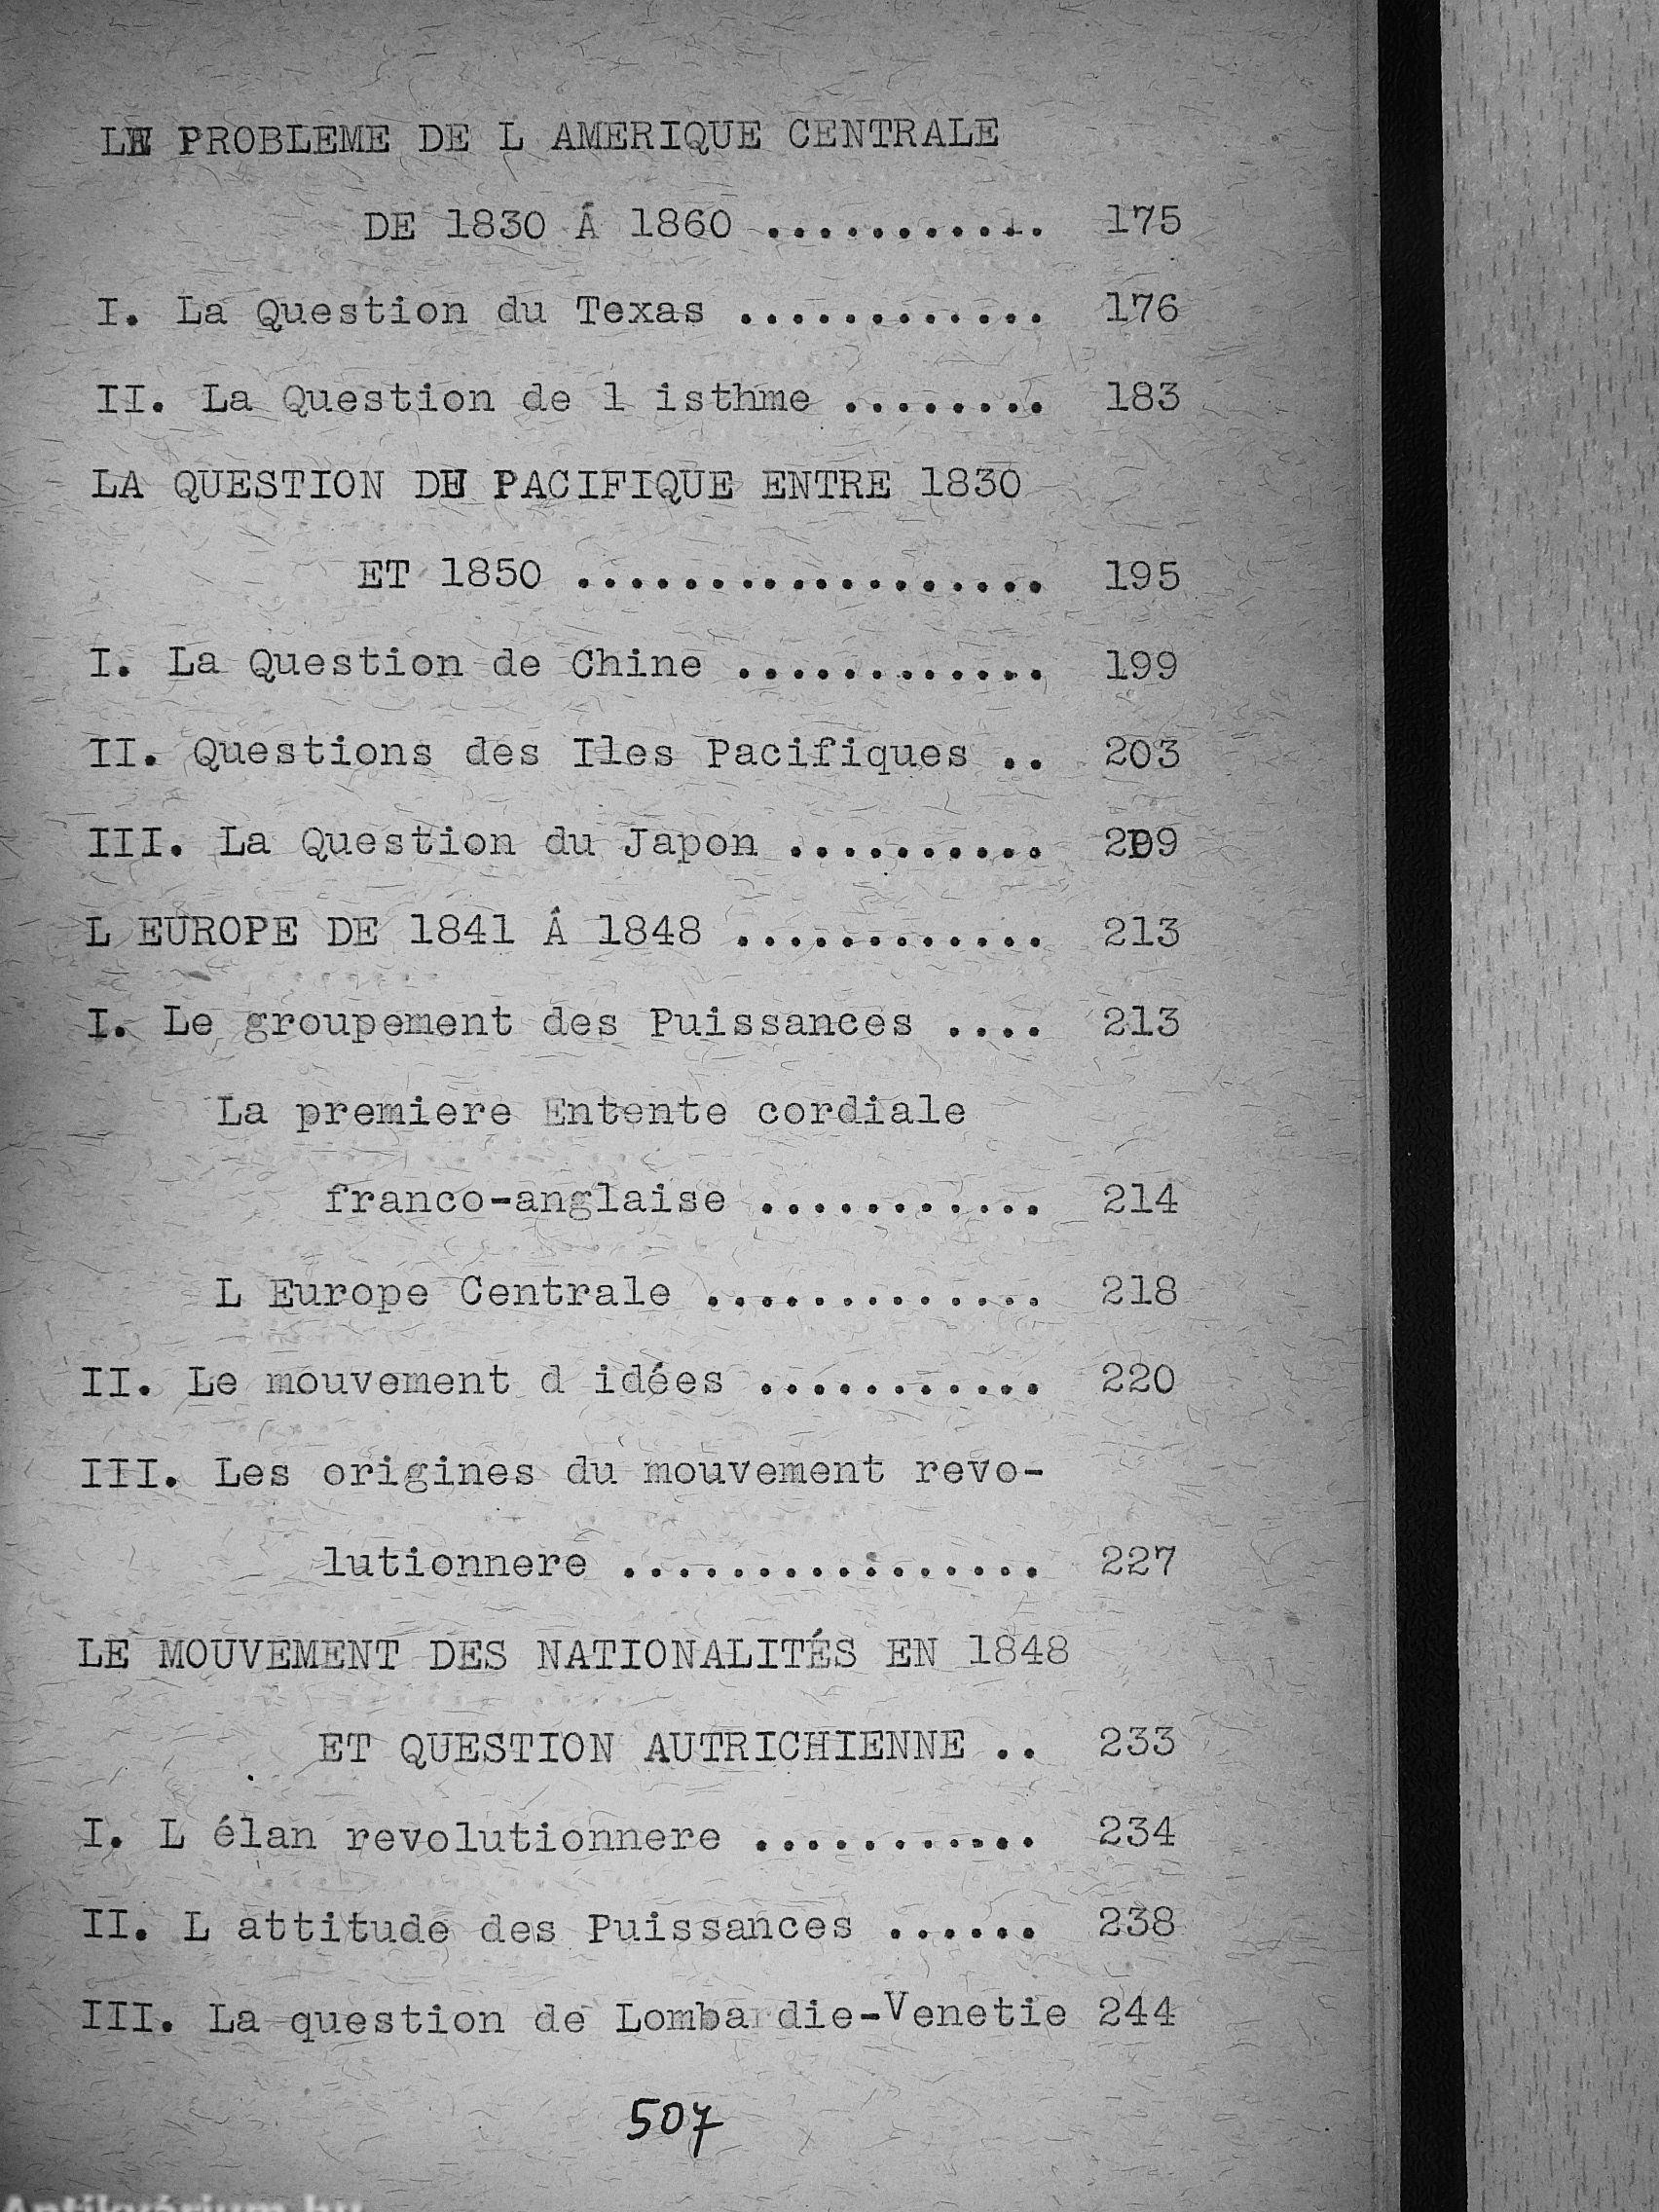 LE PROBLEME DE L AMERIQUE CENTRALE
DE 1830 Á 1860 ........... 175
I. La Question du Texas ............ 176
II. La Question de l isthme ........ 183
LA QUESTION DU PACIFIQUE ENTRE 1830
ET 1850 .................. 195
I. La Question de Chine ............ 199
II. Questions des Iles Pacifiques .. 203
III. La Question du Japon .......... 209
L EUROPE DE 1841 Á 1848 ............ 213
I. Le groupement des Puissances .... 213
La premiere Entente cordiale
franco-anglaise ........... 214
L Europe Centrale ............. 218
II. Le mouvement d idées ........... 220
III. Les origines du mouvement revo-
lutionnere ................ 227
LE MOUVEMENT DES NATIONALITÉS EN 1848
ET QUESTION AUTRICHIENNE .. 233
I. L élan revolutionnere ........... 234
II. L attitude des Puissances ...... 238
III. La question de Lombardie-Venetie 244
507
Antikvárium.hu